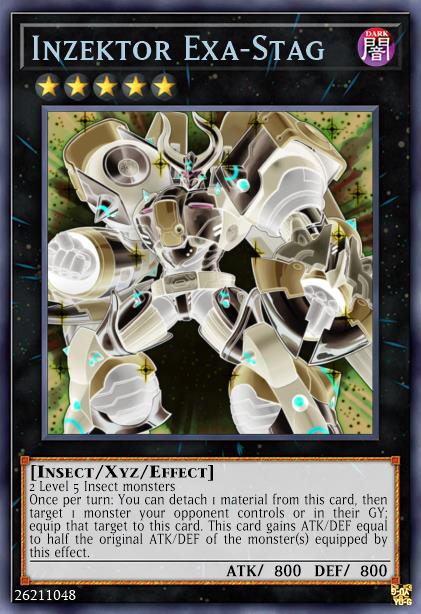 Inzektor Exa-Stag
DARK
闇
[Insect/Xyz/Effect]
2 Level 5 Insect monsters
Once per turn: You can detach 1 material from this card, then
target 1 monster your opponent controls or in their GY;
equip that target to this card. This card gains ATK/DEF equal
to half the original ATK/DEF of the monster(s) equipped by
this effect.
ATK/ 800 DEF/ 800
26211048